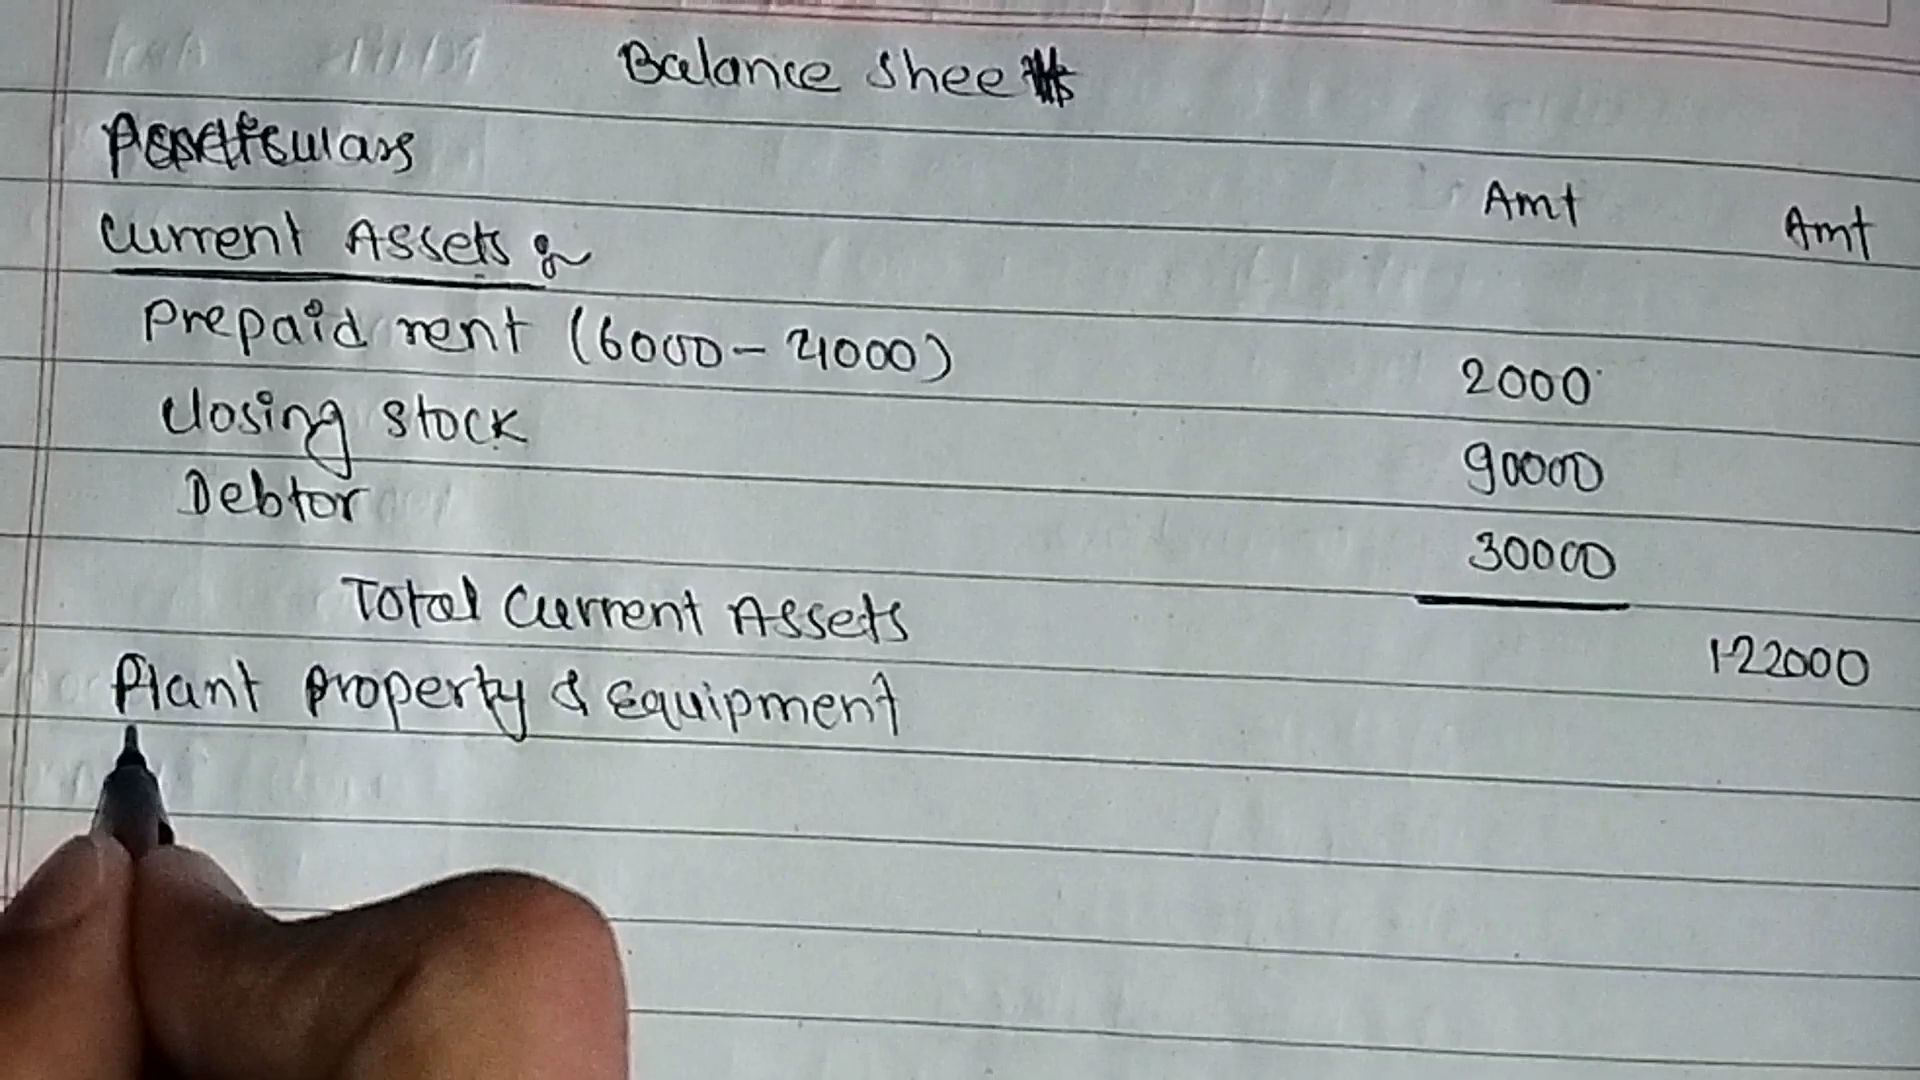 Balance Sheet
Particulars Amt Amt
Current Assets :-
Prepaid rent (6000-4000) 2000
Closing Stock 90000
Debtor 30000
Total Current Assets 122000
Plant Property & Equipment